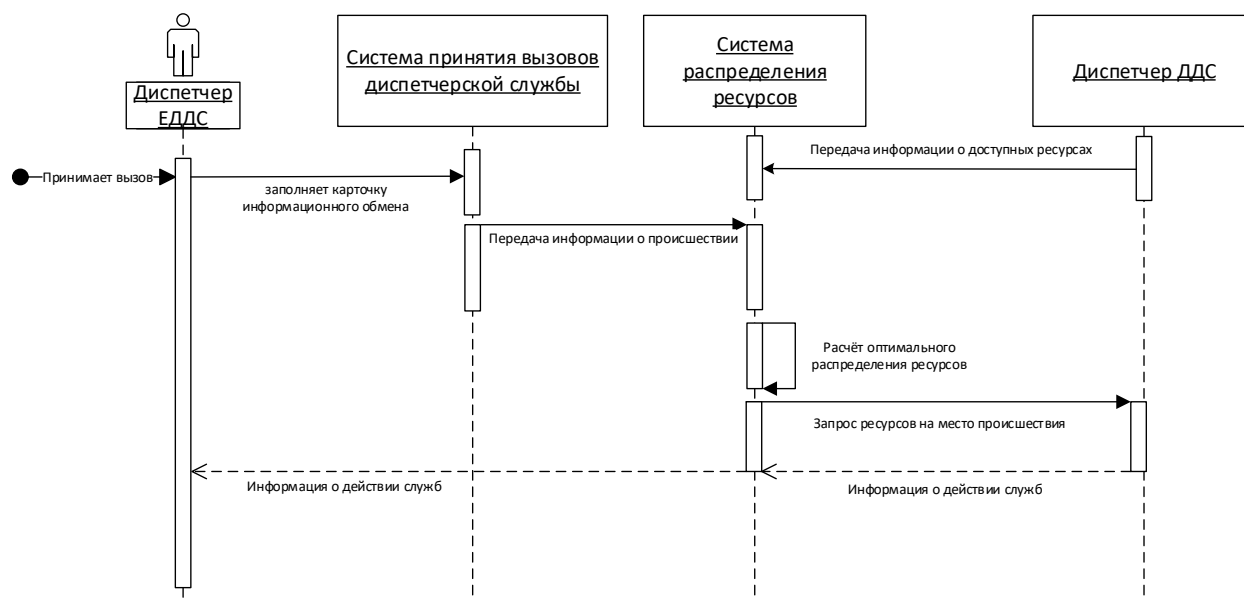 Диспетчер
ЕДДС
Система принятия вызовов
диспетчерской службы
Система
распределения
ресурсов
Диспетчер ДДС
Передача информации о доступных ресурсах
Принимает вызов
заполняет карточку
информационного обмена
Передача информации о происшествии
Расчёт оптимального
распределения ресурсов
Запрос ресурсов на место происшествия
Информация о действии служб
Информация о действии служб